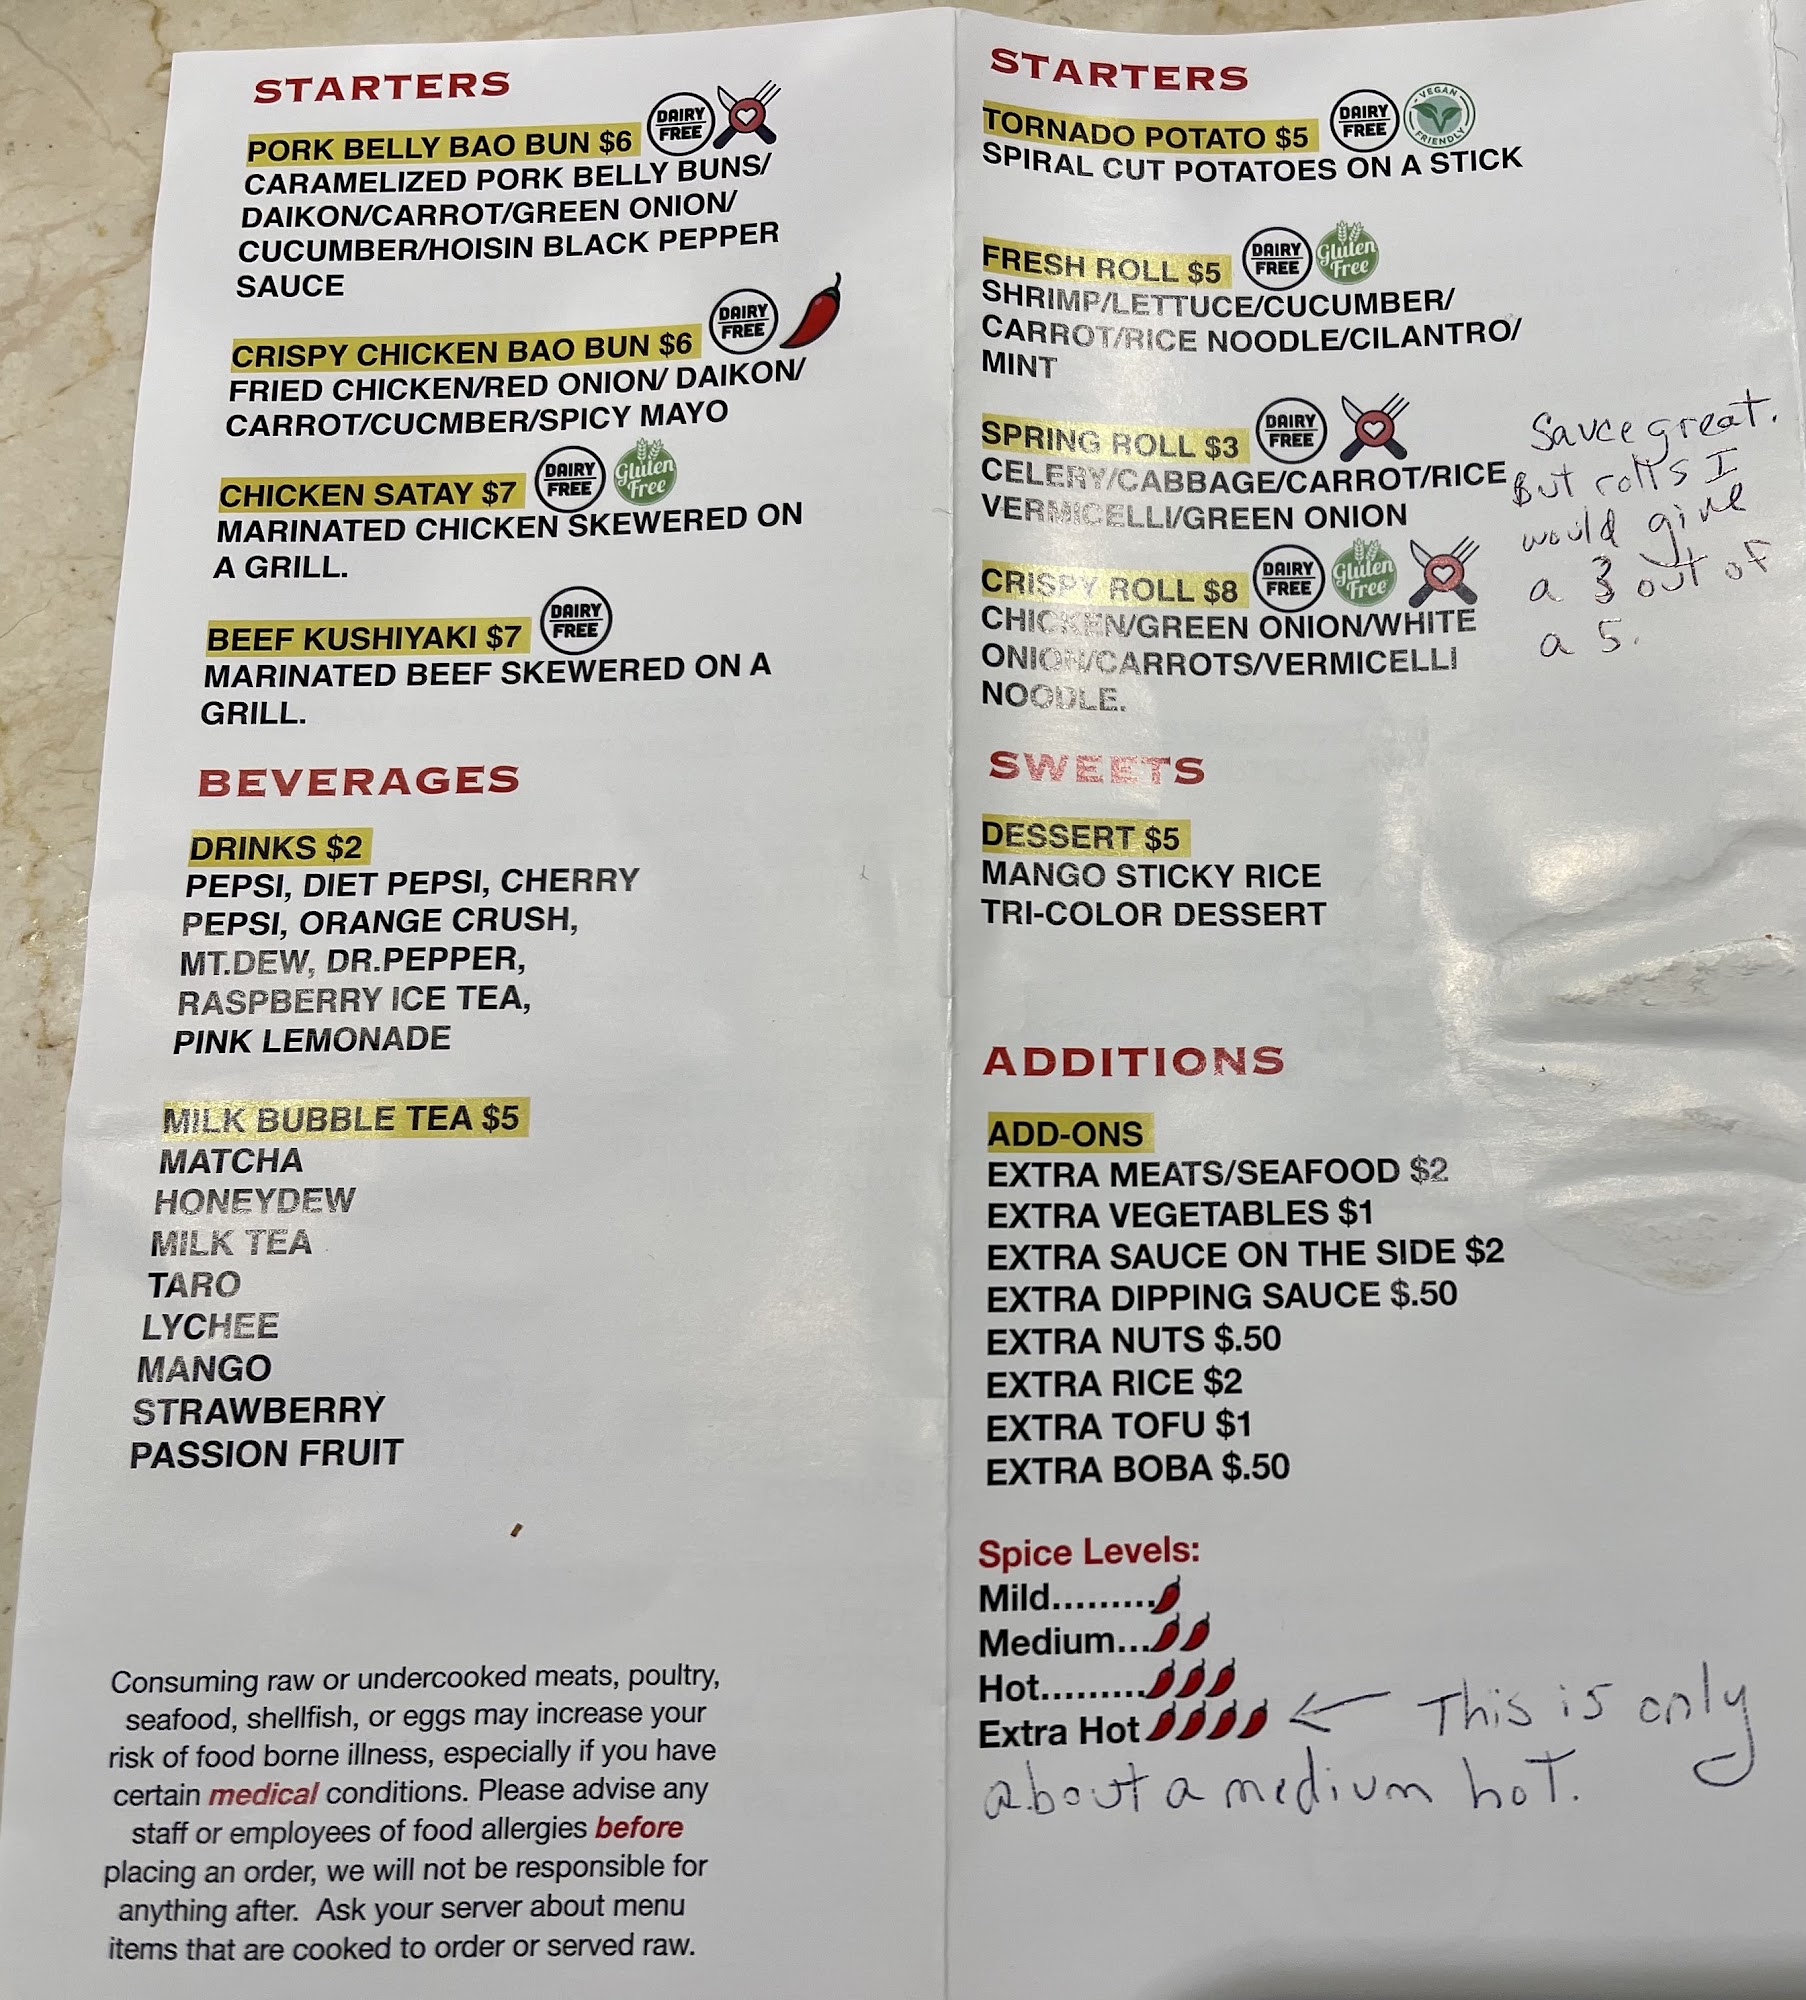 STARTERS
PORK BELLY BAO BUN $6 DAIRY FREE
CARAMELIZED PORK BELLY BUNS/
DAIKON/CARROT/GREEN ONION/
CUCUMBER/HOISIN BLACK PEPPER
SAUCE
CRISPY CHICKEN BAO BUN $6 DAIRY FREE
FRIED CHICKEN/RED ONION/ DAIKON/
CARROT/CUCMBER/SPICY MAYO
CHICKEN SATAY $7 DAIRY FREE Gluten Free
MARINATED CHICKEN SKEWERED ON
A GRILL.
BEEF KUSHIYAKI $7 DAIRY FREE
MARINATED BEEF SKEWERED ON A
GRILL.
BEVERAGES
DRINKS $2
PEPSI, DIET PEPSI, CHERRY
PEPSI, ORANGE CRUSH,
MT.DEW, DR.PEPPER,
RASPBERRY ICE TEA,
PINK LEMONADE
MILK BUBBLE TEA $5
MATCHA
HONEYDEW
MILK TEA
TARO
LYCHEE
MANGO
STRAWBERRY
PASSION FRUIT
Consuming raw or undercooked meats, poultry,
seafood, shellfish, or eggs may increase your
risk of food borne illness, especially if you have
certain medical conditions. Please advise any
staff or employees of food allergies before
placing an order, we will not be responsible for
anything after. Ask your server about menu
items that are cooked to order or served raw.
STARTERS
TORNADO POTATO $5 DAIRY FREE VEGAN FRIENDLY
SPIRAL CUT POTATOES ON A STICK
FRESH ROLL $5 DAIRY FREE Gluten Free
SHRIMP/LETTUCE/CUCUMBER/
CARROT/RICE NOODLE/CILANTRO/
MINT
SPRING ROLL $3 DAIRY FREE
CELERY/CABBAGE/CARROT/RICE
VERMICELLI/GREEN ONION
CRISPY ROLL $8 DAIRY FREE Gluten Free
CHICKEN/GREEN ONION/WHITE
ONION/CARROTS/VERMICELLI
NOODLE.
Sauce great.
But rolls I
would give
a 3 out of
a 5.
SWEETS
DESSERT $5
MANGO STICKY RICE
TRI-COLOR DESSERT
ADDITIONS
ADD-ONS
EXTRA MEATS/SEAFOOD $2
EXTRA VEGETABLES $1
EXTRA SAUCE ON THE SIDE $2
EXTRA DIPPING SAUCE $.50
EXTRA NUTS $.50
EXTRA RICE $2
EXTRA TOFU $1
EXTRA BOBA $.50
Spice Levels:
Mild.........
Medium...
Hot.........
Extra Hot ← This is only
about a medium hot.